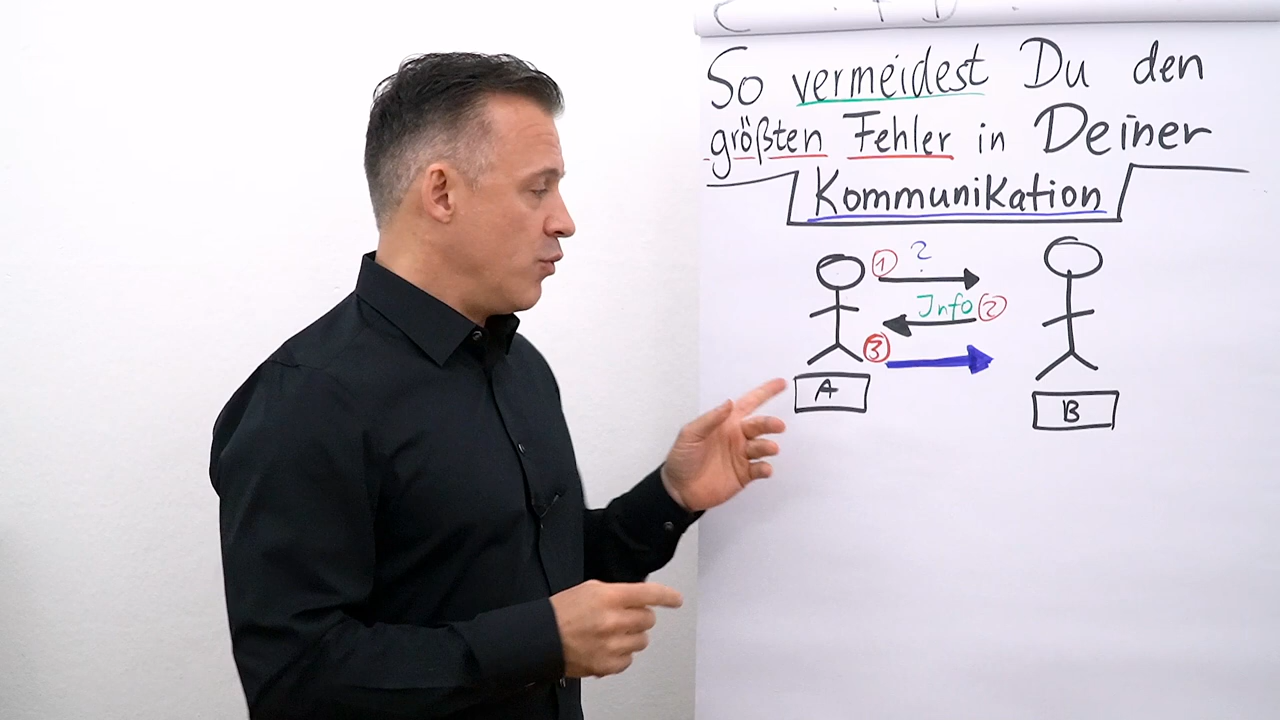 So vermeidest Du den
größten Fehler in Deiner
Kommunikation
① ?
Info ②
③
A
B